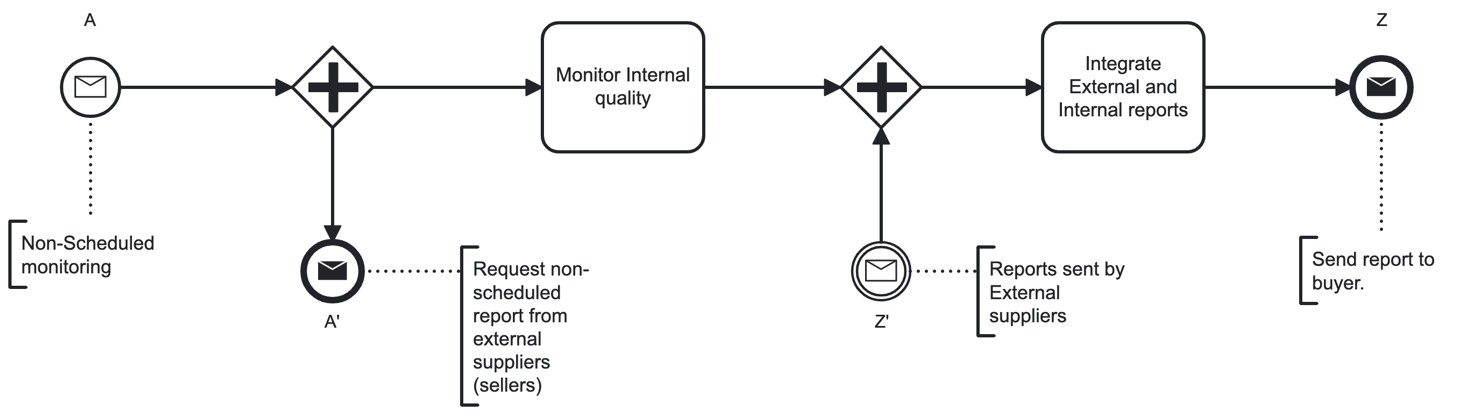 A
Z
Monitor Internal
quality
Integrate
External and
Internal reports
Non-Scheduled
monitoring
A'
Request non-
scheduled
report from
external
suppliers
(sellers)
Z'
Reports sent by
External
suppliers
Send report to
buyer.